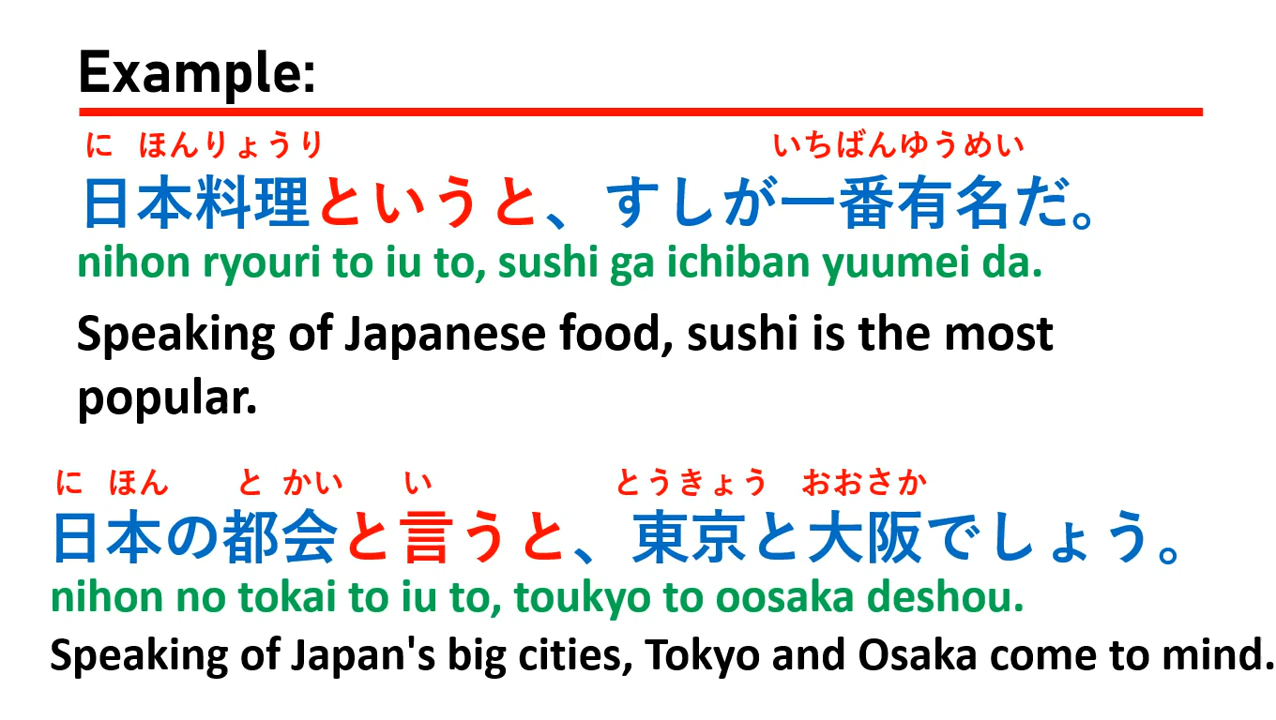 Example:
に ほんりょうり いちばんゆうめい
日本料理というと、すしが一番有名だ。
nihon ryouri to iu to, sushi ga ichiban yuumei da.
Speaking of Japanese food, sushi is the most
popular.
に ほん と かい い とうきょう おおさか
日本の都会と言うと、東京と大阪でしょう。
nihon no tokai to iu to, toukyo to oosaka deshou.
Speaking of Japan's big cities, Tokyo and Osaka come to mind.